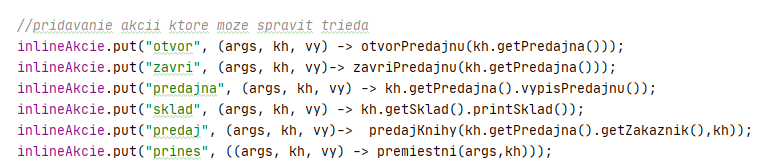 //pridavanie akcii ktore moze spravit trieda
inlineAkcie.put("otvor", (args, kh, vy) -> otvorPredajnu(kh.getPredajna()));
inlineAkcie.put("zavri", (args, kh, vy)-> zavriPredajnu(kh.getPredajna()));
inlineAkcie.put("predajna", (args, kh, vy) -> kh.getPredajna().vypisPredajnu());
inlineAkcie.put("sklad", (args, kh, vy) -> kh.getSklad().printSklad());
inlineAkcie.put("predaj", (args, kh, vy)->  predajKnihy(kh.getPredajna().getZakaznik(),kh));
inlineAkcie.put("prines", ((args, kh, vy) -> premiestni(args,kh)));